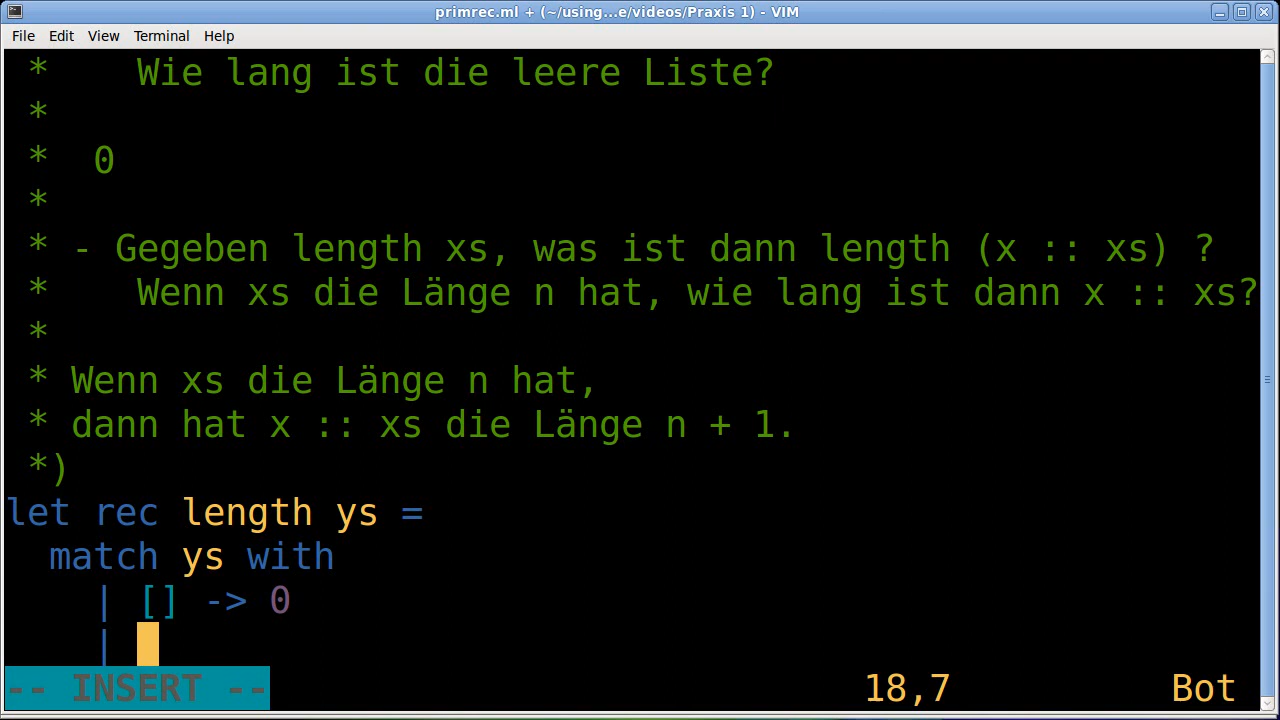 primrec.ml + (~/using...e/videos/Praxis 1) - VIM
File Edit View Terminal Help
*    Wie lang ist die leere Liste?
*
*  0
*
* - Gegeben length xs, was ist dann length (x :: xs) ?
*    Wenn xs die Länge n hat, wie lang ist dann x :: xs?
*
* Wenn xs die Länge n hat,
* dann hat x :: xs die Länge n + 1.
*)
let rec length ys =
  match ys with
    | [] -> 0
    |
-- INSERT -- 18,7 Bot